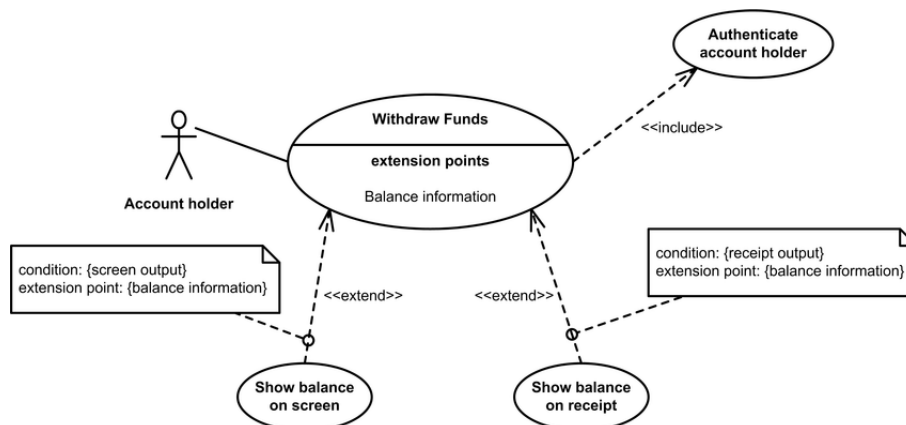 Authenticate
account holder
Withdraw Funds
<<include>>
extension points
Balance information
Account holder
condition: {screen output}
extension point: {balance information}
condition: {receipt output}
extension point: {balance information}
<<extend>>
<<extend>>
Show balance
on screen
Show balance
on receipt